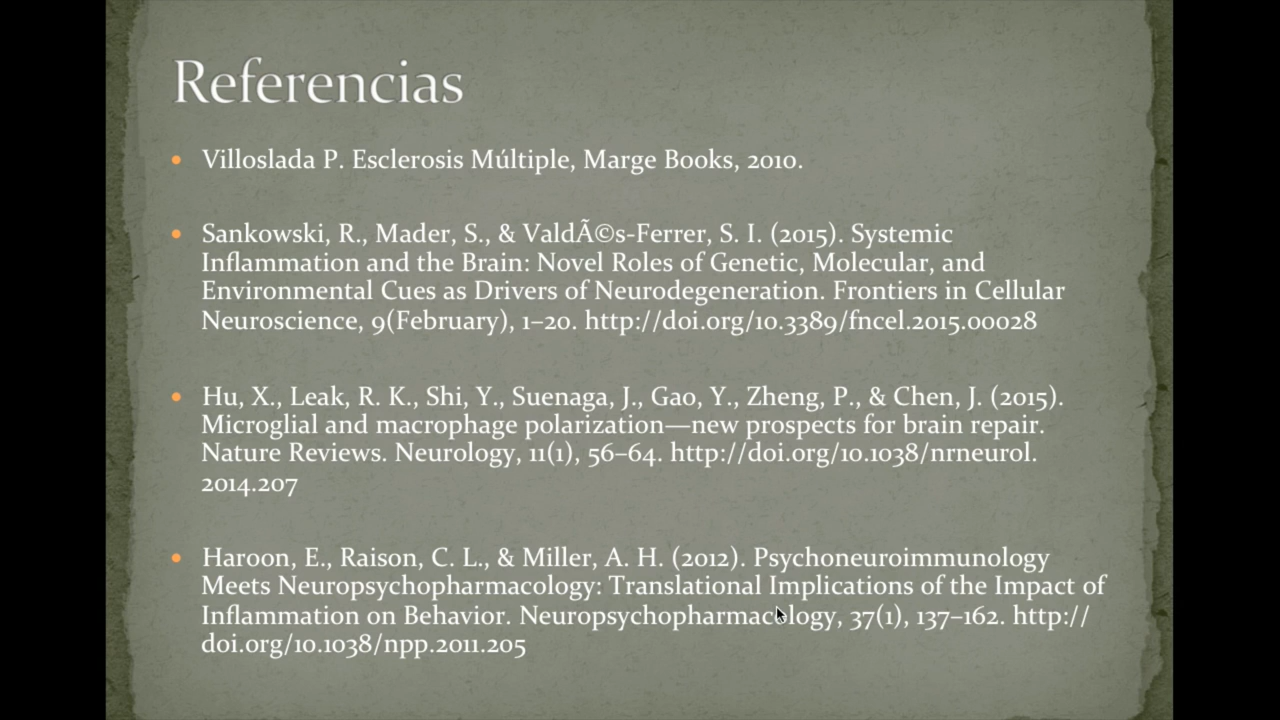 Referencias
• Villoslada P. Esclerosis Múltiple, Marge Books, 2010.
• Sankowski, R., Mader, S., & ValdÃ©s-Ferrer, S. I. (2015). Systemic
Inflammation and the Brain: Novel Roles of Genetic, Molecular, and
Environmental Cues as Drivers of Neurodegeneration. Frontiers in Cellular
Neuroscience, 9(February), 1–20. http://doi.org/10.3389/fncel.2015.00028
• Hu, X., Leak, R. K., Shi, Y., Suenaga, J., Gao, Y., Zheng, P., & Chen, J. (2015).
Microglial and macrophage polarization—new prospects for brain repair.
Nature Reviews. Neurology, 11(1), 56–64. http://doi.org/10.1038/nrneurol.
2014.207
• Haroon, E., Raison, C. L., & Miller, A. H. (2012). Psychoneuroimmunology
Meets Neuropsychopharmacology: Translational Implications of the Impact of
Inflammation on Behavior. Neuropsychopharmacology, 37(1), 137–162. http://
doi.org/10.1038/npp.2011.205